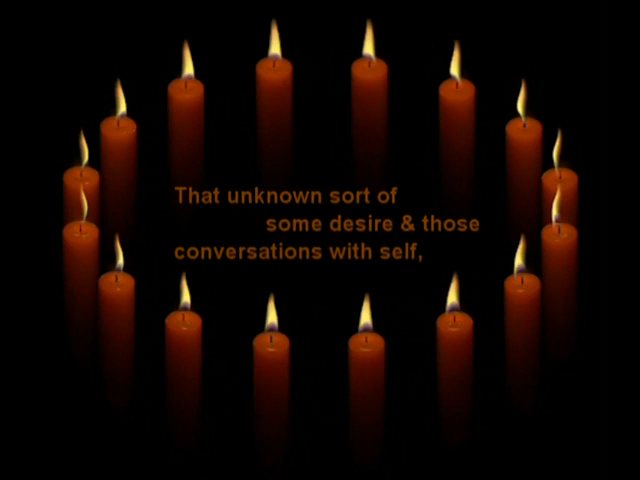 That unknown sort of
some desire & those
conversations with self,